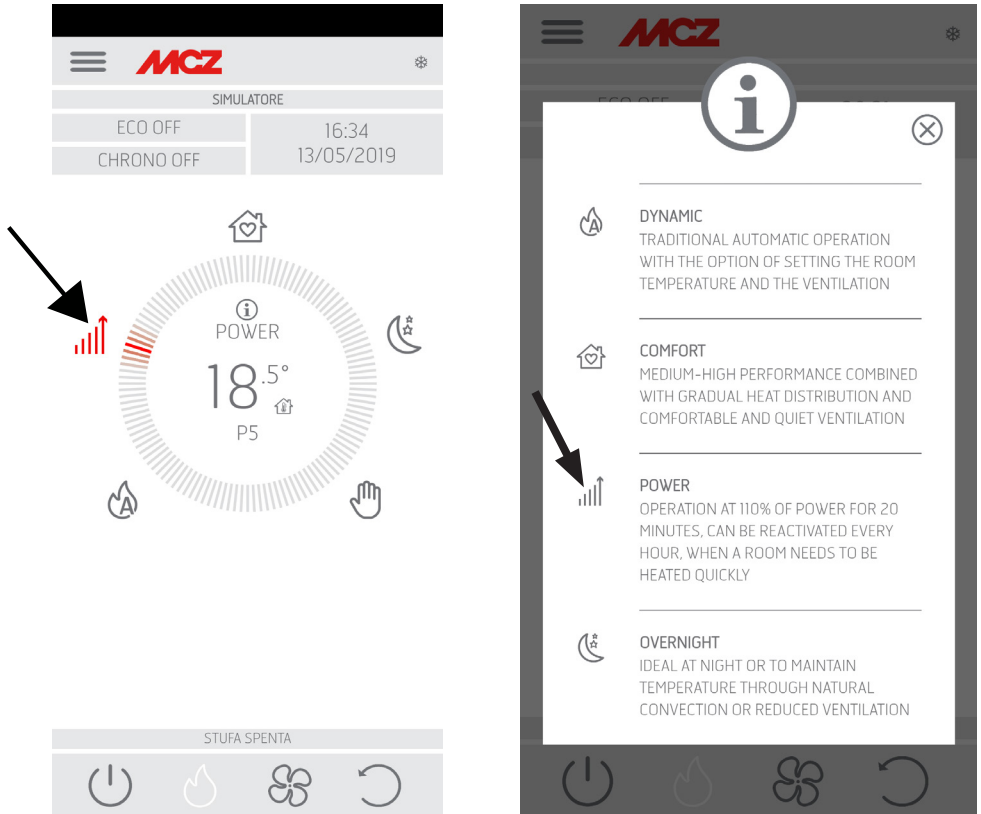 MCZ
SIMULATORE
ECO OFF
16:34
CHRONO OFF
13/05/2019
POWER
18.5°
P5
A
STUFA SPENTA
MCZ
ECO OFF
i
DYNAMIC
TRADITIONAL AUTOMATIC OPERATION
WITH THE OPTION OF SETTING THE ROOM
TEMPERATURE AND THE VENTILATION
COMFORT
MEDIUM-HIGH PERFORMANCE COMBINED
WITH GRADUAL HEAT DISTRIBUTION AND
COMFORTABLE AND QUIET VENTILATION
POWER
OPERATION AT 110% OF POWER FOR 20
MINUTES, CAN BE REACTIVATED EVERY
HOUR, WHEN A ROOM NEEDS TO BE
HEATED QUICKLY
OVERNIGHT
IDEAL AT NIGHT OR TO MAINTAIN
TEMPERATURE THROUGH NATURAL
CONVECTION OR REDUCED VENTILATION